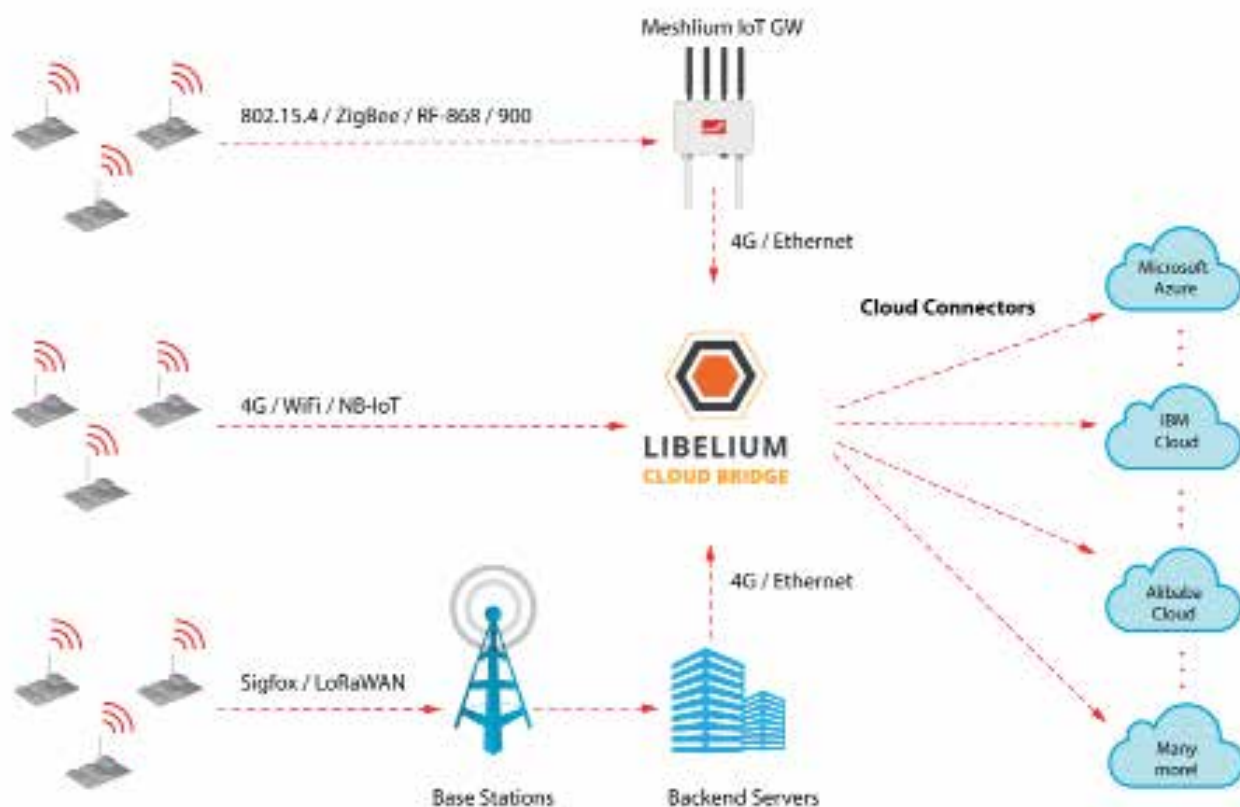 Meshlium IoT GW
802.15.4 / ZigBee / RF-868 / 900
4G / Ethernet
Cloud Connectors
Microsoft
Azure
4G / WiFi / NB-IoT
LIBELIUM
CLOUD BRIDGE
IBM
Cloud
4G / Ethernet
Alibaba
Cloud
Sigfox / LoRaWAN
Many
more!
Base Stations
Backend Servers